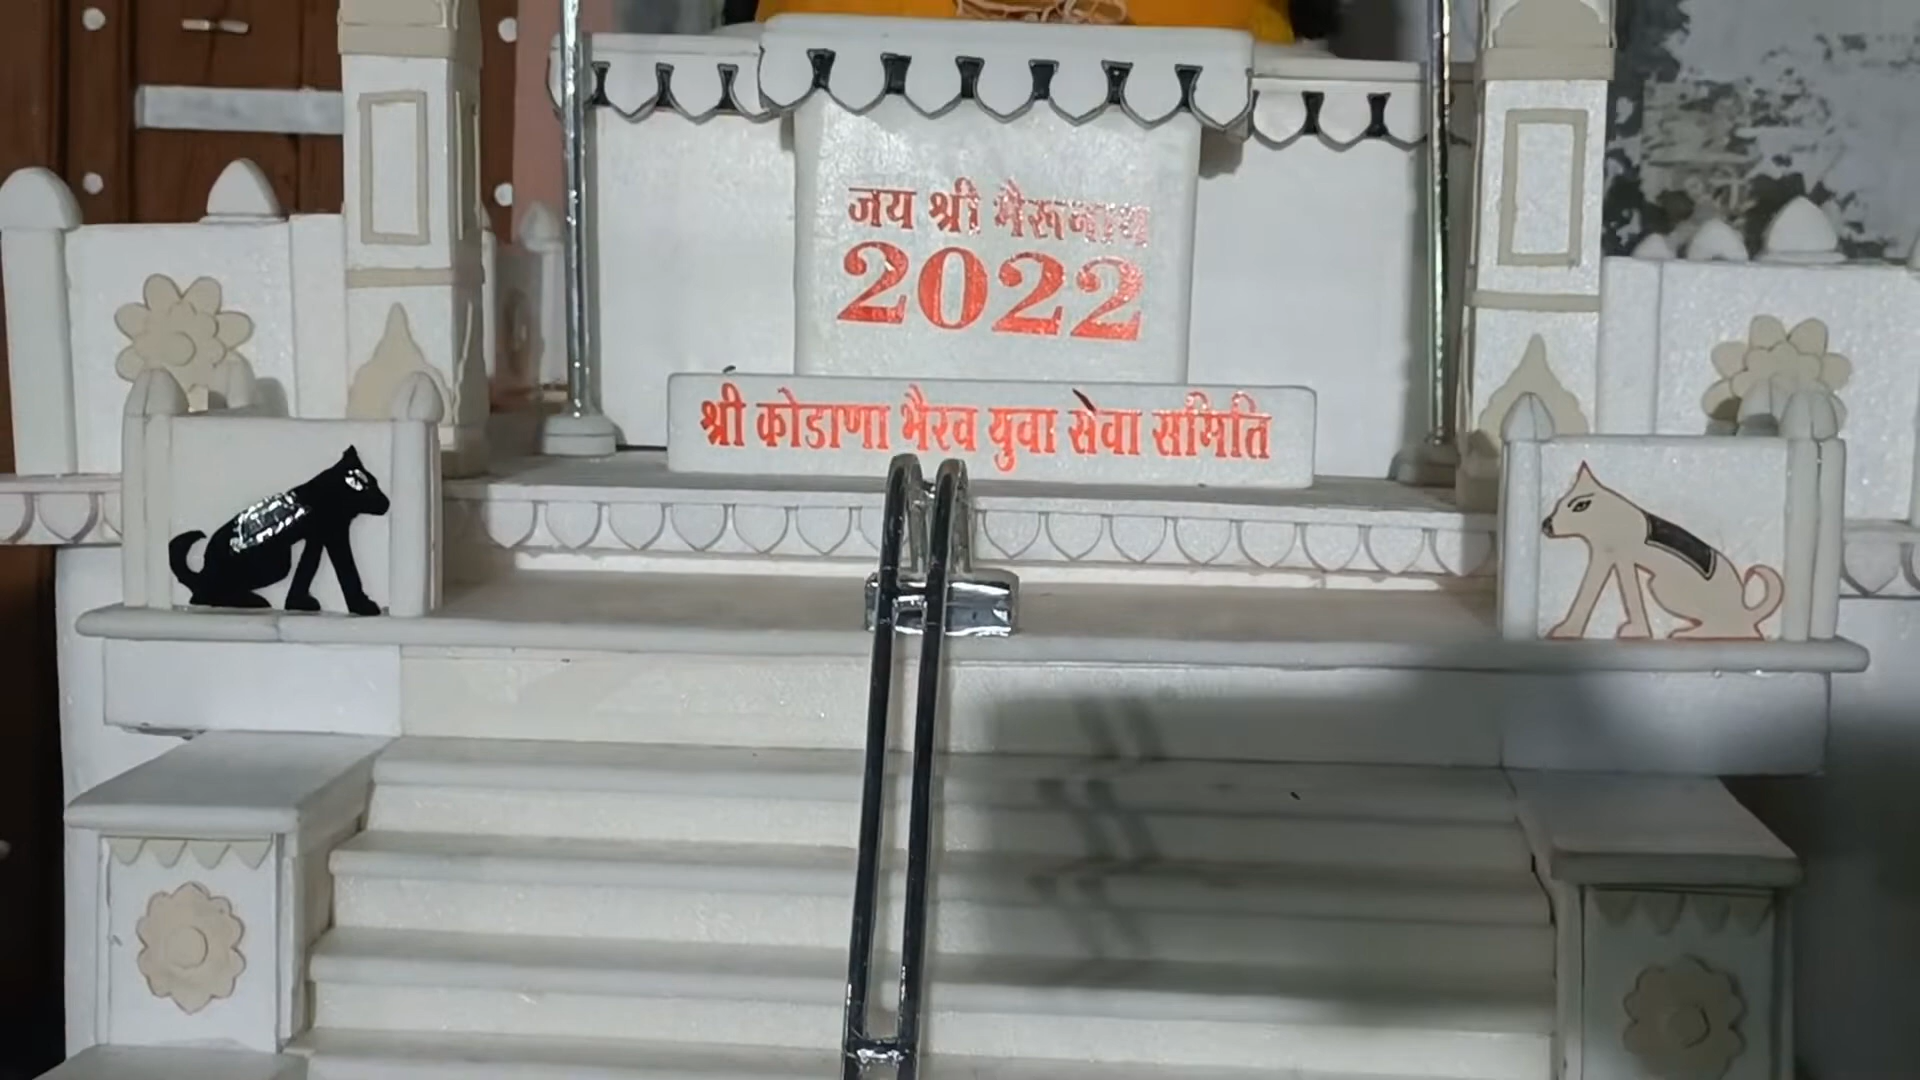 जय श्री भैरूनाथ
2022
श्री कोडाणा भैरव युवा सेवा समिति